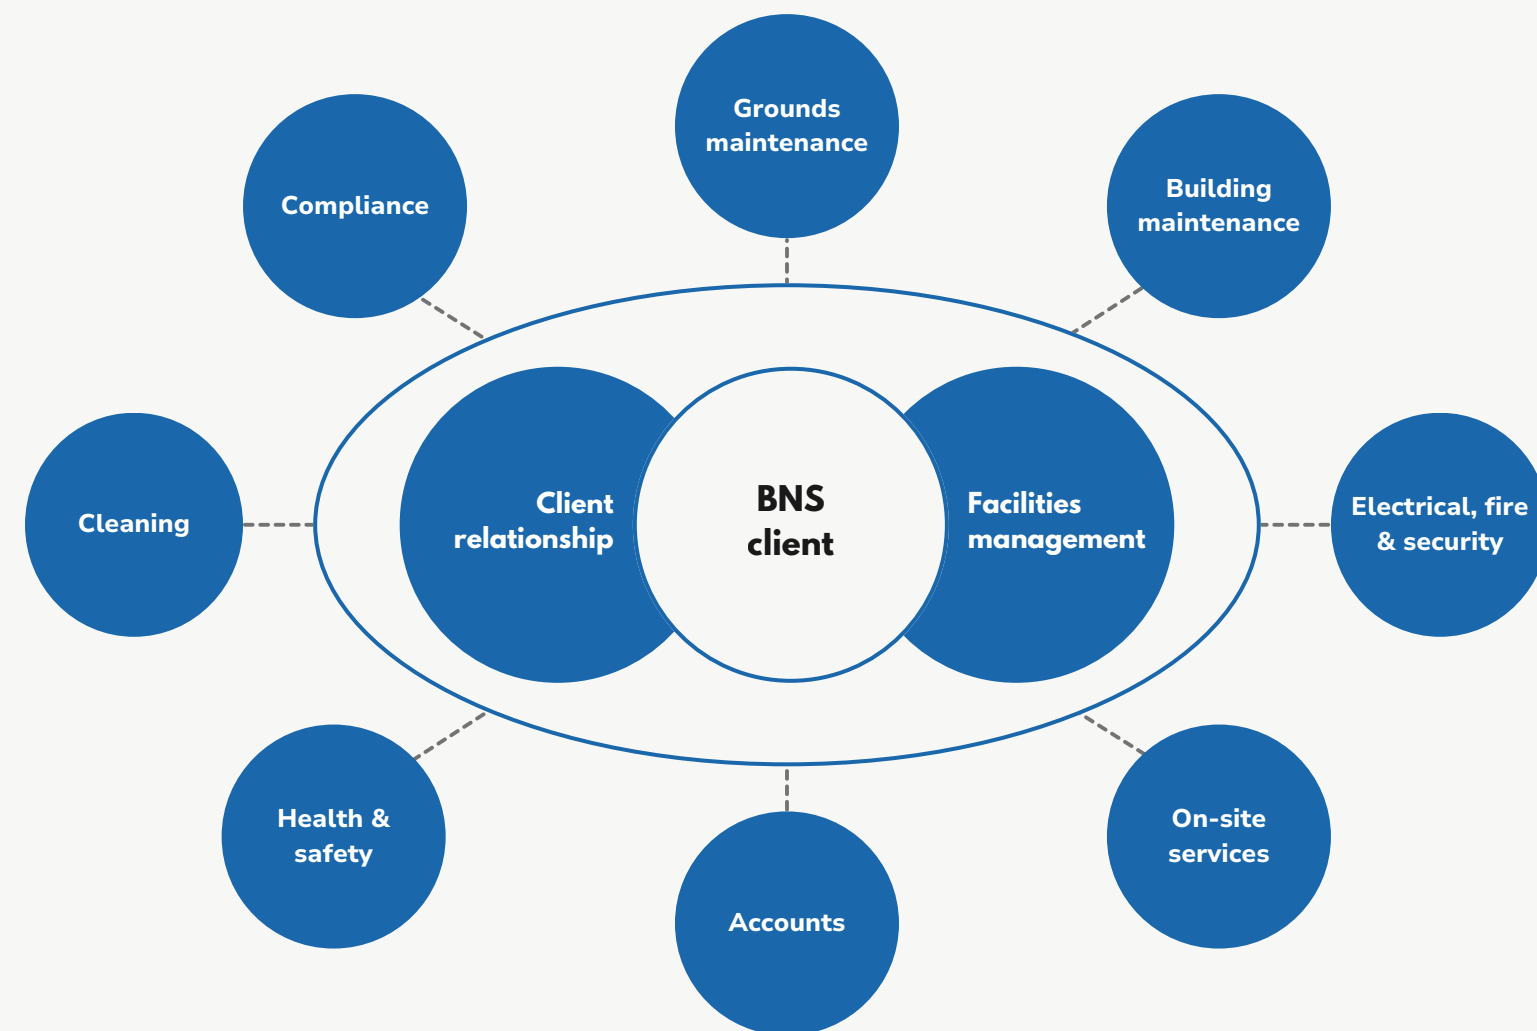 Grounds
maintenance
Compliance
Building
maintenance
Cleaning
Client
relationship
BNS
client
Facilities
management
Electrical, fire
& security
Health &
safety
On-site
services
Accounts